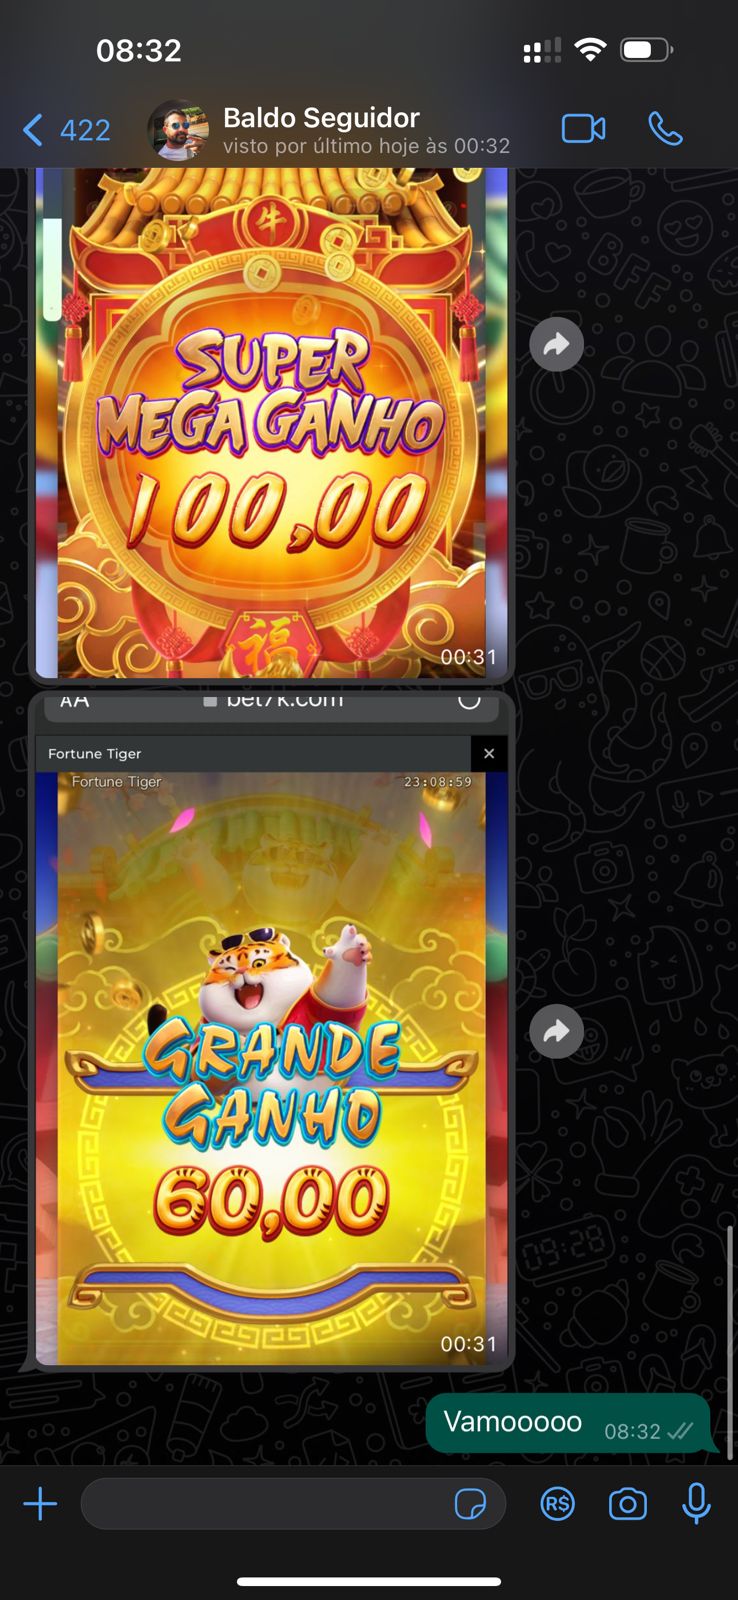 08:32
422
Baldo Seguidor
visto por último hoje às 00:32
牛
SUPER
MEGA GANHO
100,00
福
00:31
AA bet7k.com
Fortune Tiger
Fortune Tiger 23:08:59
GRANDE
GANHO
60,00
00:31
Vamooooo 08:32
R$